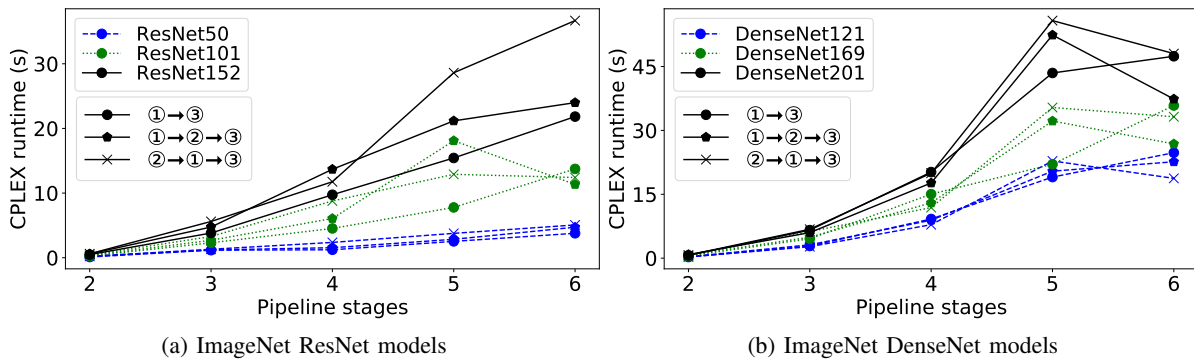 CPLEX runtime (s)
30
20
10
0
ResNet50
ResNet101
ResNet152
①→③
①→②→③
②→①→③
2 3 4 5 6
Pipeline stages
(a) ImageNet ResNet models
CPLEX runtime (s)
45
30
15
0
DenseNet121
DenseNet169
DenseNet201
①→③
①→②→③
②→①→③
2 3 4 5 6
Pipeline stages
(b) ImageNet DenseNet models